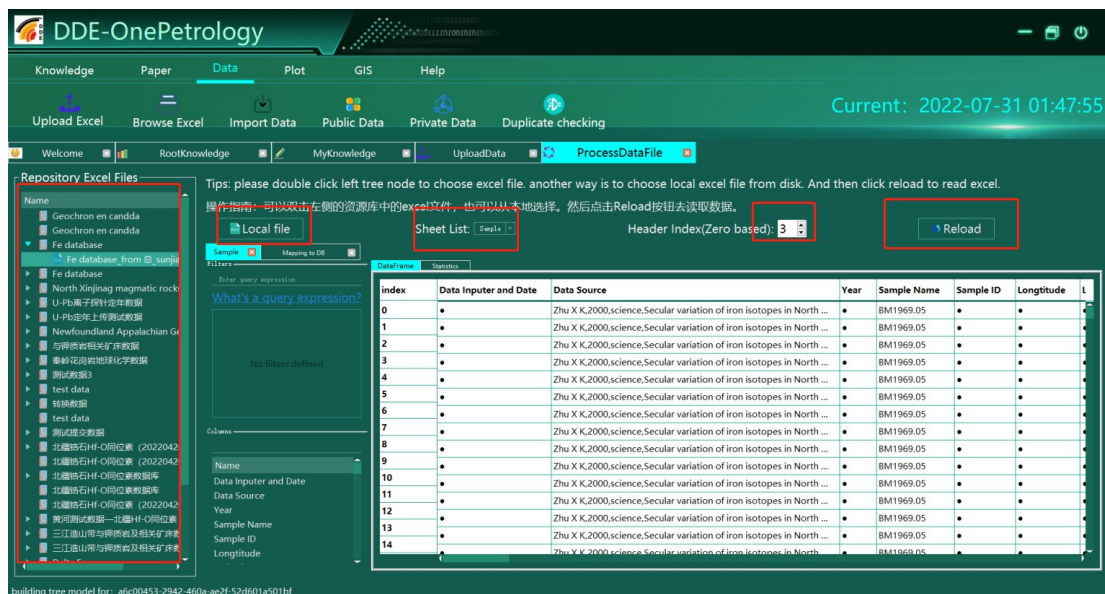 DDE-OnePetrology
Knowledge Paper Data Plot GIS Help
Upload Excel Browse Excel Import Data Public Data Private Data Duplicate checking
Current: 2022-07-31 01:47:55
Welcome RootKnowledge MyKnowledge UploadData ProcessDataFile
Repository Excel Files
Name
Geochron en candda
Geochron en candda
Fe database
Fe database_from 总_sunjia
Fe database
North Xinjinag magmatic rocks
U-Pb离子探针定年数据
U-Pb定年上传测试数据
Newfoundland Appalachian Ge
与钾质岩相关矿床数据
秦岭花岗岩地球化学数据
测试数据3
test data
转换数据
test data
测试提交数据
北疆锆石Hf-O同位素 (2022042
北疆锆石Hf-O同位素 (2022042
北疆锆石Hf-O同位素数据库
北疆锆石Hf-O同位素数据库
北疆锆石Hf-O同位素 (2022042
黄河测试数据—北疆Hf-O同位素
三江造山带与钾质岩及相关矿床数
三江造山带与钾质岩及相关矿床数
Tips: please double click left tree node to choose excel file. another way is to choose local excel file from disk. And then click reload to read excel.
操作指南：可以双击左侧的资源库中的excel文件，也可以从本地选择。然后点击Reload按钮去读取数据。
Local file Sheet List: Sample Header Index(Zero based): 3 Reload
Sample Mapping to DB
Filters
Enter query expression
What's a query expression?
No filters defined
Columns
Name
Data Inputer and Date
Data Source
Year
Sample Name
Sample ID
Longtitude
DataFrame Statistics
index Data Inputer and Date Data Source Year Sample Name Sample ID Longtitude L
0 • Zhu X K,2000,science,Secular variation of iron isotopes in North ... • BM1969.05 • •
1 • Zhu X K,2000,science,Secular variation of iron isotopes in North ... • BM1969.05 • •
2 • Zhu X K,2000,science,Secular variation of iron isotopes in North ... • BM1969.05 • •
3 • Zhu X K,2000,science,Secular variation of iron isotopes in North ... • BM1969.05 • •
4 • Zhu X K,2000,science,Secular variation of iron isotopes in North ... • BM1969.05 • •
5 • Zhu X K,2000,science,Secular variation of iron isotopes in North ... • BM1969.05 • •
6 • Zhu X K,2000,science,Secular variation of iron isotopes in North ... • BM1969.05 • •
7 • Zhu X K,2000,science,Secular variation of iron isotopes in North ... • BM1969.05 • •
8 • Zhu X K,2000,science,Secular variation of iron isotopes in North ... • BM1969.05 • •
9 • Zhu X K,2000,science,Secular variation of iron isotopes in North ... • BM1969.05 • •
10 • Zhu X K,2000,science,Secular variation of iron isotopes in North ... • BM1969.05 • •
11 • Zhu X K,2000,science,Secular variation of iron isotopes in North ... • BM1969.05 • •
12 • Zhu X K,2000,science,Secular variation of iron isotopes in North ... • BM1969.05 • •
13 • Zhu X K,2000,science,Secular variation of iron isotopes in North ... • BM1969.05 • •
14 • Zhu X K,2000,science,Secular variation of iron isotopes in North ... • BM1969.05 • •
building tree model for: a6c00453-2942-460a-ae2f-52d601a501bf